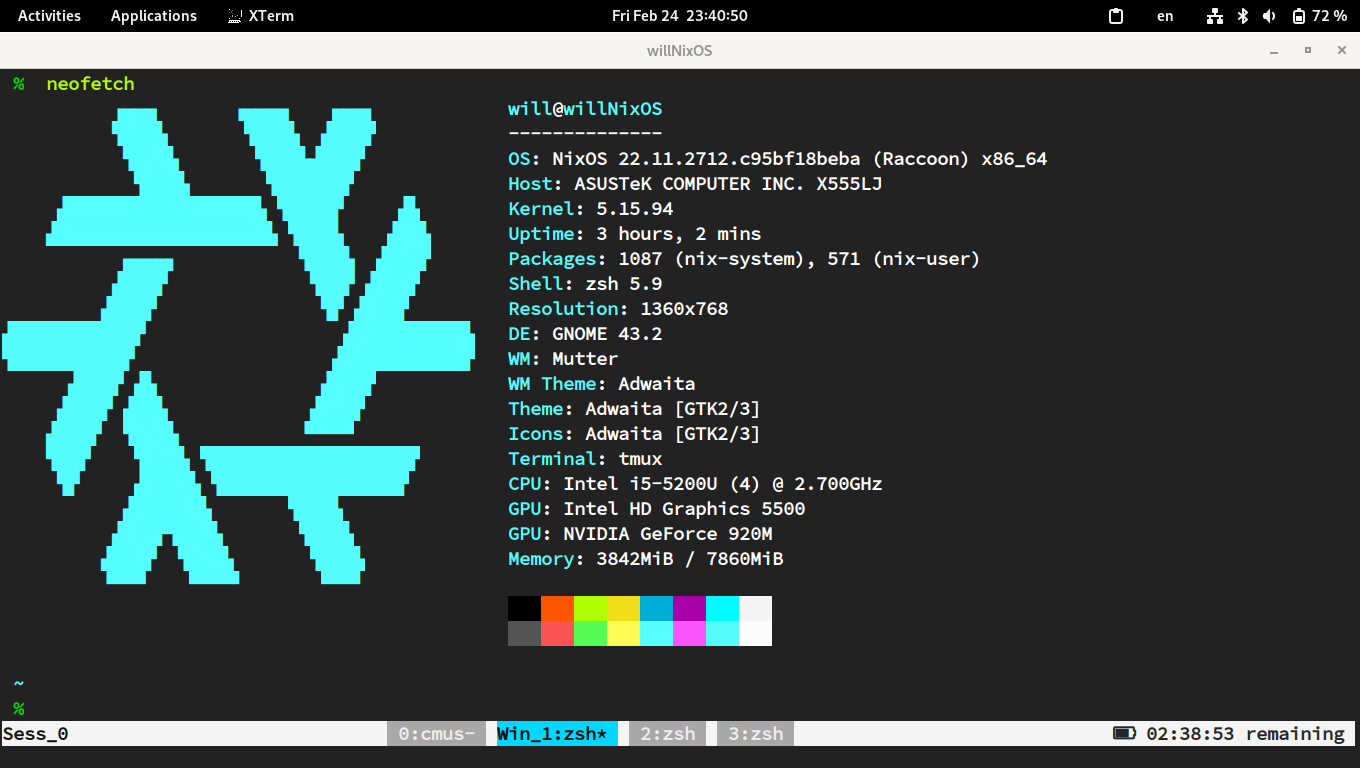 Activities Applications XTerm Fri Feb 24 23:40:50 en 72 %
willNixOS
% neofetch
will@willNixOS
--------------
OS: NixOS 22.11.2712.c95bf18beba (Raccoon) x86_64
Host: ASUSTeK COMPUTER INC. X555LJ
Kernel: 5.15.94
Uptime: 3 hours, 2 mins
Packages: 1087 (nix-system), 571 (nix-user)
Shell: zsh 5.9
Resolution: 1360x768
DE: GNOME 43.2
WM: Mutter
WM Theme: Adwaita
Theme: Adwaita [GTK2/3]
Icons: Adwaita [GTK2/3]
Terminal: tmux
CPU: Intel i5-5200U (4) @ 2.700GHz
GPU: Intel HD Graphics 5500
GPU: NVIDIA GeForce 920M
Memory: 3842MiB / 7860MiB
~
%
Sess_0 0:cmus- Win_1:zsh* 2:zsh 3:zsh 02:38:53 remaining